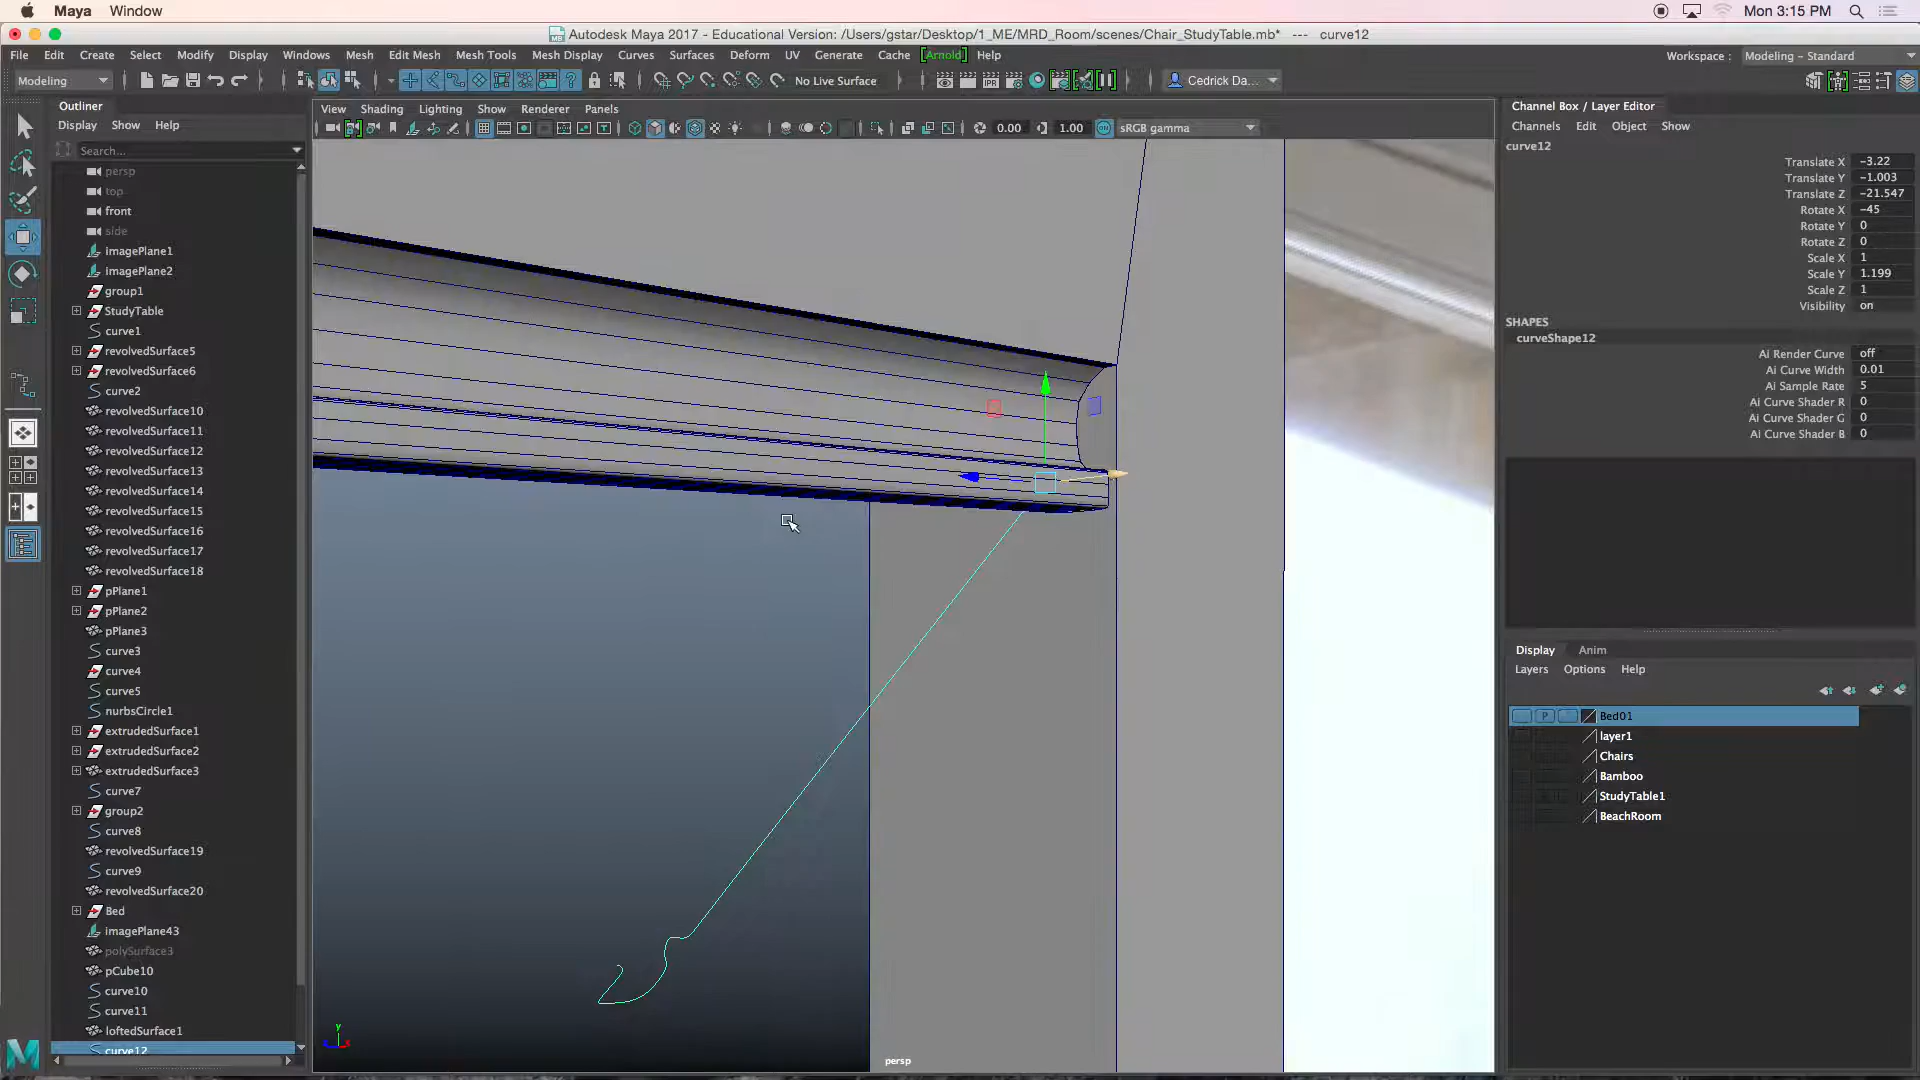 Maya Window
Mon 3:15 PM
Autodesk Maya 2017 - Educational Version: /Users/gstar/Desktop/1_ME/MRD_Room/scenes/Chair_StudyTable.mb* --- curve12
File Edit Create Select Modify Display Windows Mesh Edit Mesh Mesh Tools Mesh Display Curves Surfaces Deform UV Generate Cache [Arnold] Help
Workspace : Modeling - Standard
Modeling
No Live Surface
Cedrick Da...
Outliner
Display Show Help
Search...
persp
top
front
side
imagePlane1
imagePlane2
group1
StudyTable
curve1
revolvedSurface5
revolvedSurface6
curve2
revolvedSurface10
revolvedSurface11
revolvedSurface12
revolvedSurface13
revolvedSurface14
revolvedSurface15
revolvedSurface16
revolvedSurface17
revolvedSurface18
pPlane1
pPlane2
pPlane3
curve3
curve4
curve5
nurbsCircle1
extrudedSurface1
extrudedSurface2
extrudedSurface3
curve7
group2
curve8
revolvedSurface19
curve9
revolvedSurface20
Bed
imagePlane43
polySurface3
pCube10
curve10
curve11
loftedSurface1
curve12
View Shading Lighting Show Renderer Panels
0.00 1.00 sRGB gamma
y
persp
Channel Box / Layer Editor
Channels Edit Object Show
curve12
Translate X -3.22
Translate Y -1.003
Translate Z -21.547
Rotate X -45
Rotate Y 0
Rotate Z 0
Scale X 1
Scale Y 1.199
Scale Z 1
Visibility on
SHAPES
curveShape12
Ai Render Curve off
Ai Curve Width 0.01
Ai Sample Rate 5
Ai Curve Shader R 0
Ai Curve Shader G 0
Ai Curve Shader B 0
Display Anim
Layers Options Help
P Bed01
layer1
Chairs
Bamboo
StudyTable1
BeachRoom